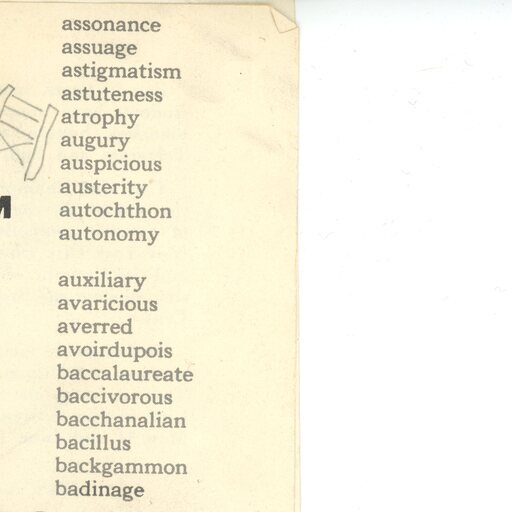 assonance
assuage
astigmatism
astuteness
atrophy
augury
auspicious
austerity
autochthon
autonomy
auxiliary
avaricious
averred
avoirdupois
baccalaureate
baccivorous
bacchanalian
bacillus
backgammon
badinage